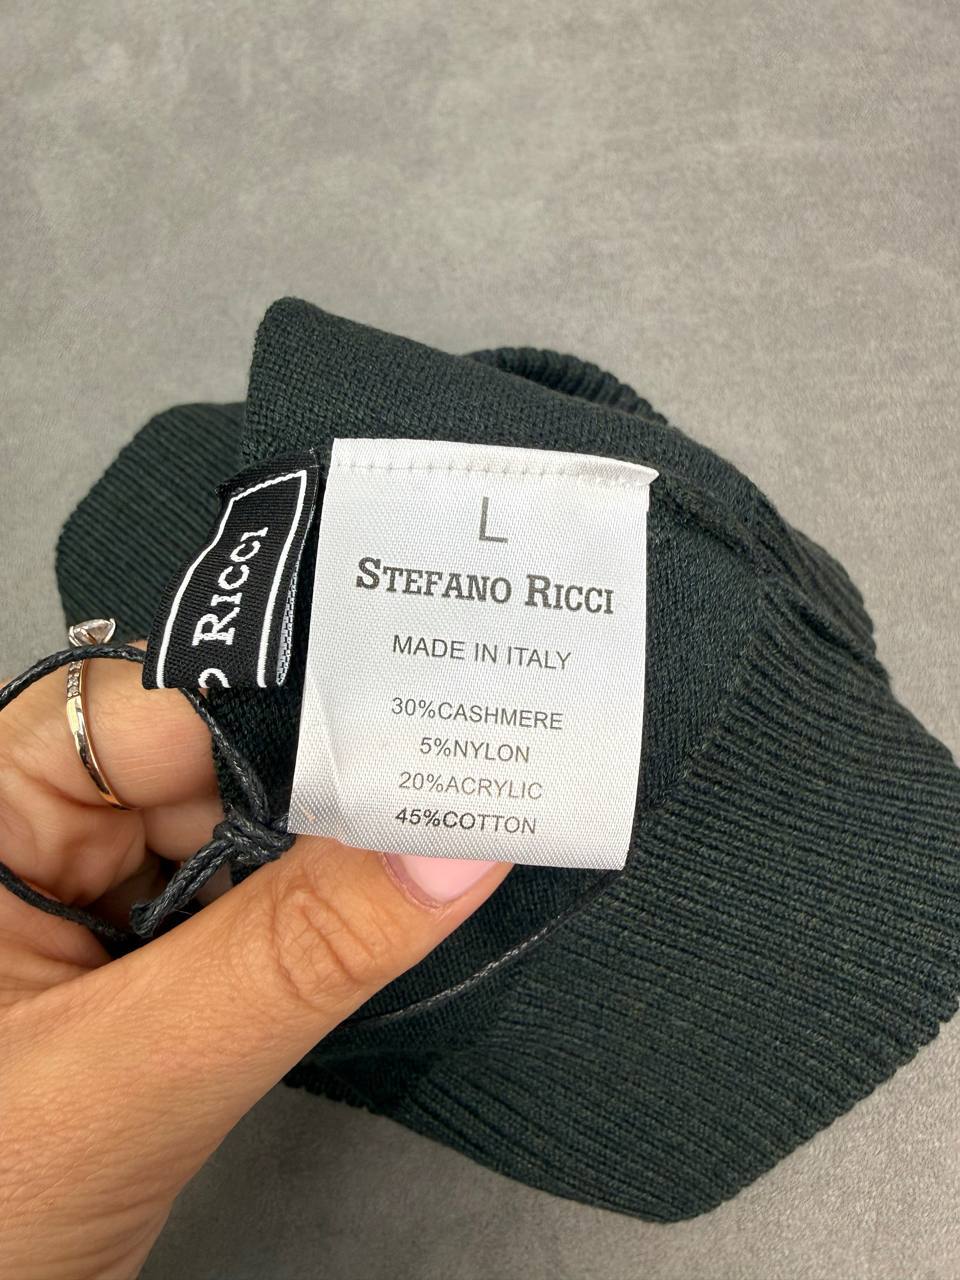 L
STEFANO RICCI
MADE IN ITALY
30%CASHMERE
5%NYLON
20%ACRYLIC
45%COTTON
RICCI